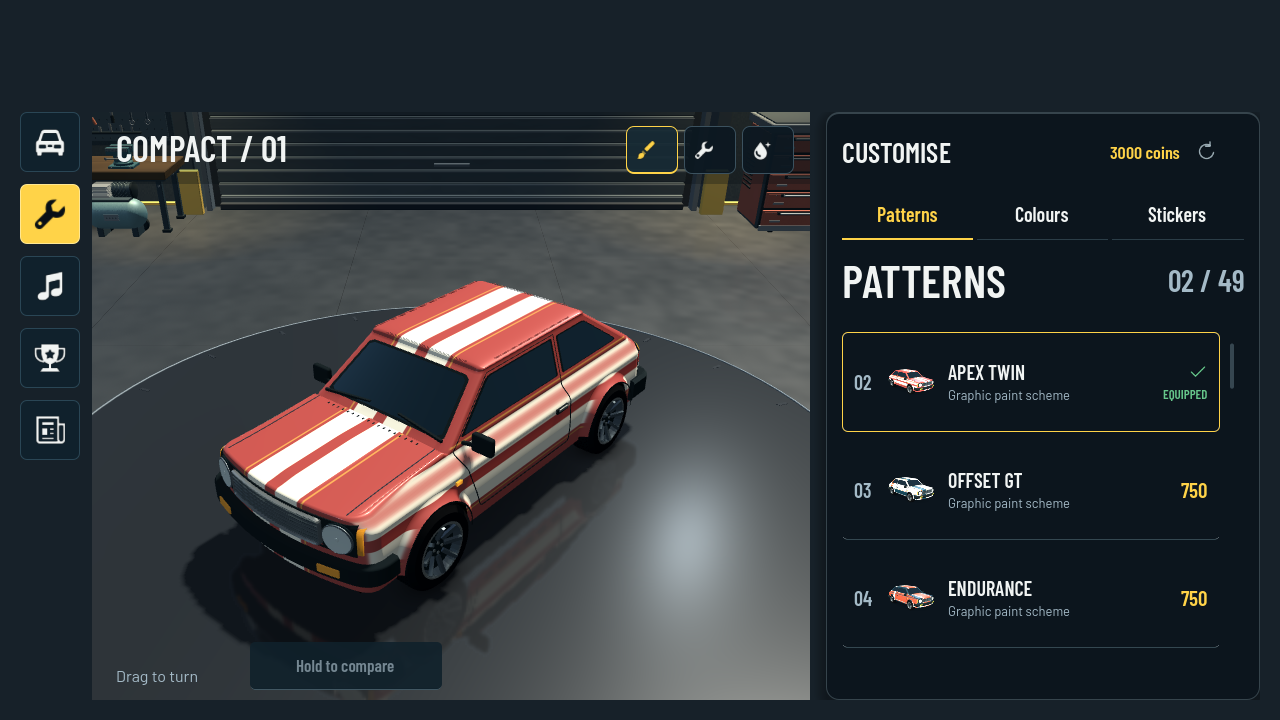 COMPACT / 01
Drag to turn
Hold to compare
CUSTOMISE
3000 coins
Patterns
Colours
Stickers
PATTERNS
02 / 49
02
APEX TWIN
Graphic paint scheme
EQUIPPED
03
OFFSET GT
Graphic paint scheme
750
04
ENDURANCE
Graphic paint scheme
750